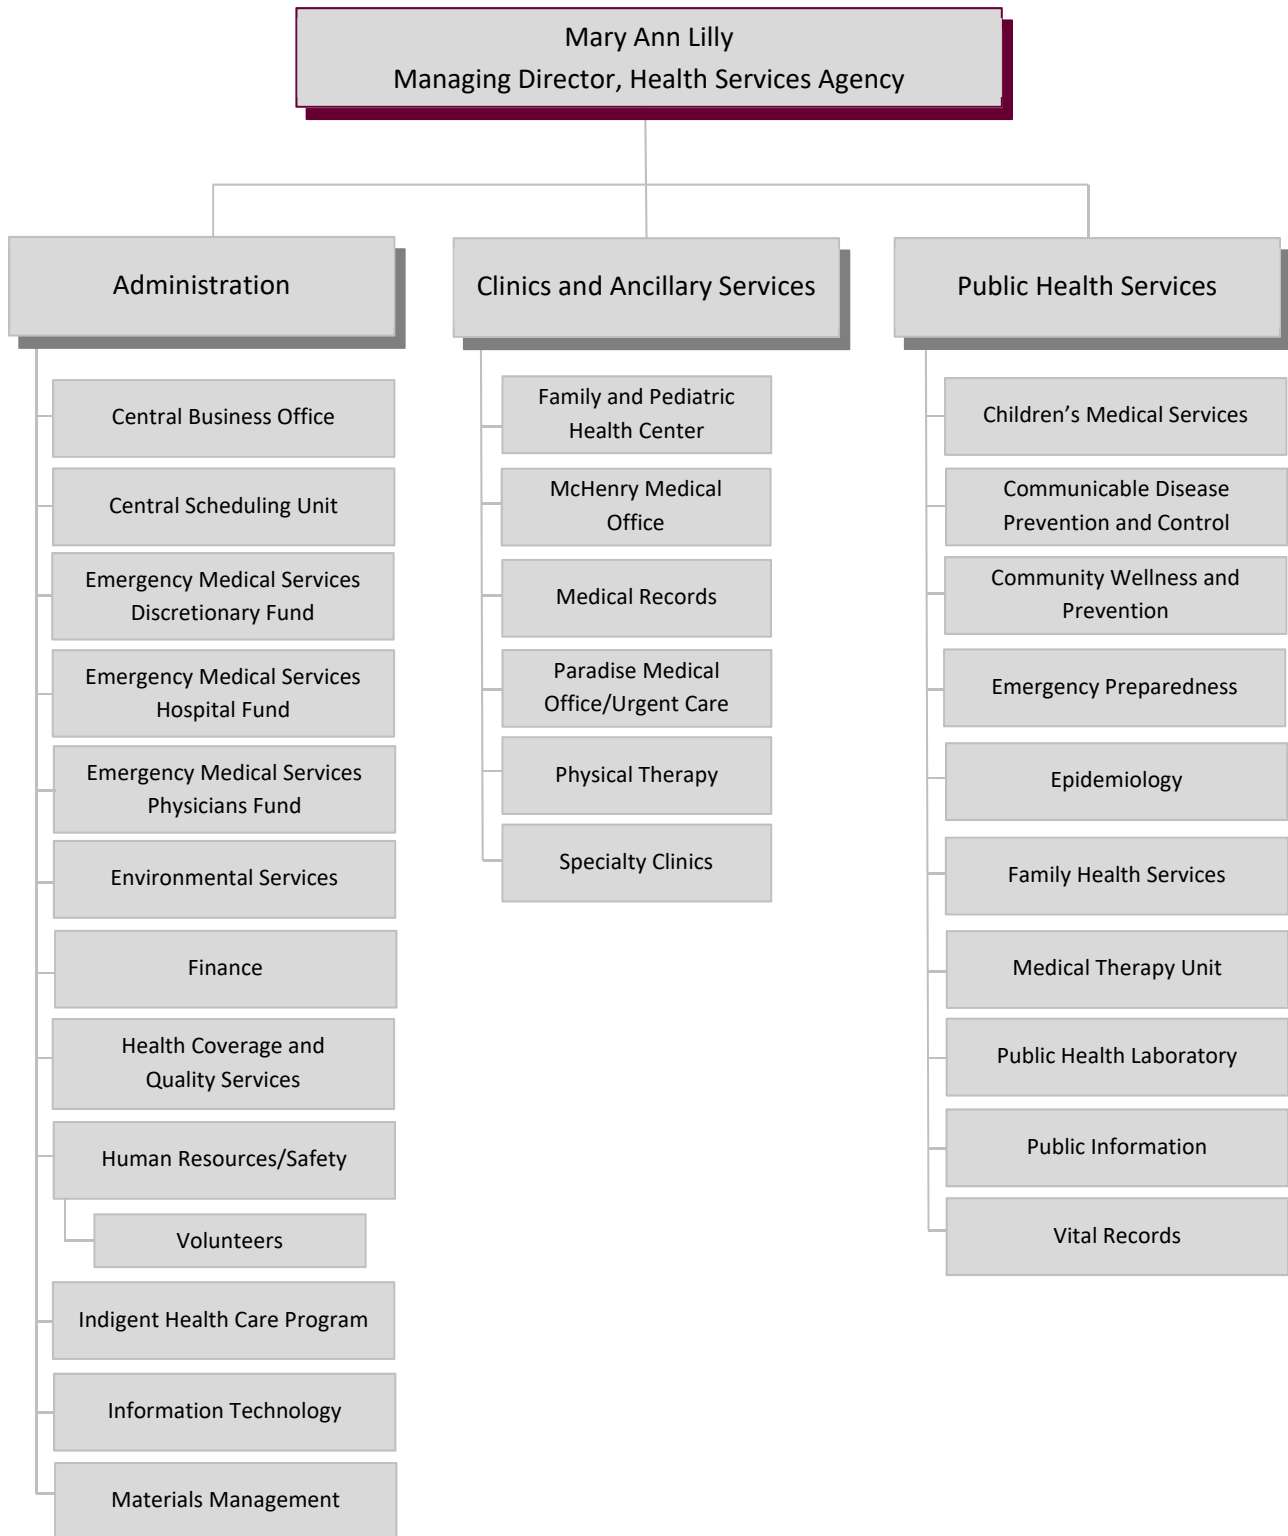 Mary Ann Lilly
Managing Director, Health Services Agency
Administration
Central Business Office
Central Scheduling Unit
Emergency Medical Services
Discretionary Fund
Emergency Medical Services
Hospital Fund
Emergency Medical Services
Physicians Fund
Environmental Services
Finance
Health Coverage and
Quality Services
Human Resources/Safety
Volunteers
Indigent Health Care Program
Information Technology
Materials Management
Clinics and Ancillary Services
Family and Pediatric
Health Center
McHenry Medical
Office
Medical Records
Paradise Medical
Office/Urgent Care
Physical Therapy
Specialty Clinics
Public Health Services
Children’s Medical Services
Communicable Disease
Prevention and Control
Community Wellness and
Prevention
Emergency Preparedness
Epidemiology
Family Health Services
Medical Therapy Unit
Public Health Laboratory
Public Information
Vital Records